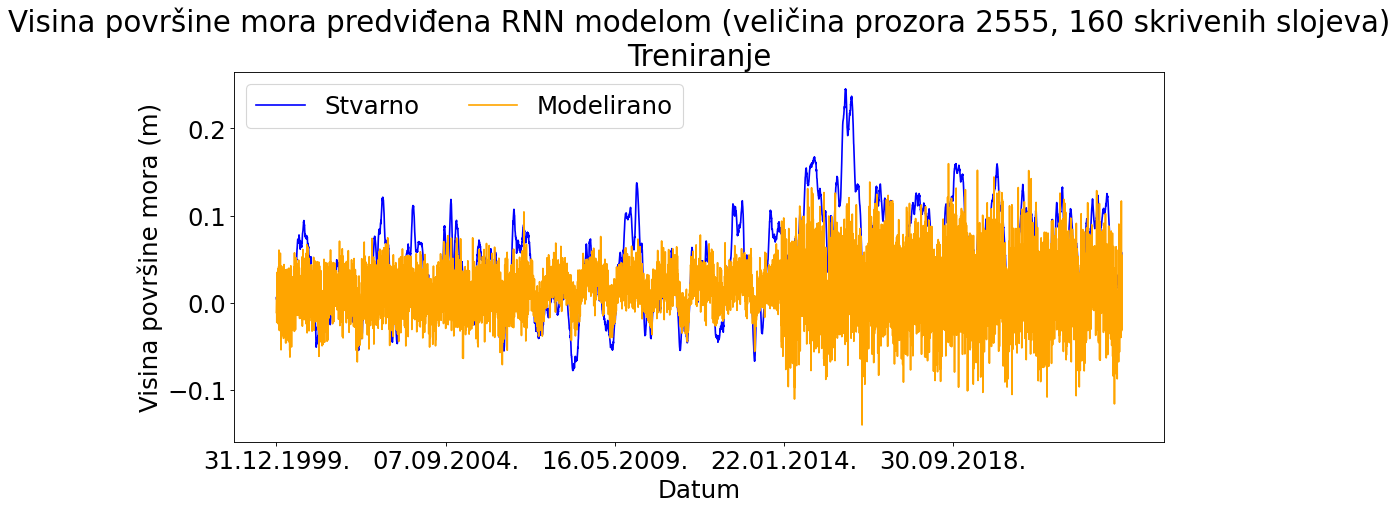 Visina površine mora predviđena RNN modelom (veličina prozora 2555, 160 skrivenih slojeva)
Treniranje
Stvarno
Modelirano
Visina površine mora (m)
0.2
0.1
0.0
−0.1
31.12.1999.
07.09.2004.
16.05.2009.
22.01.2014.
30.09.2018.
Datum